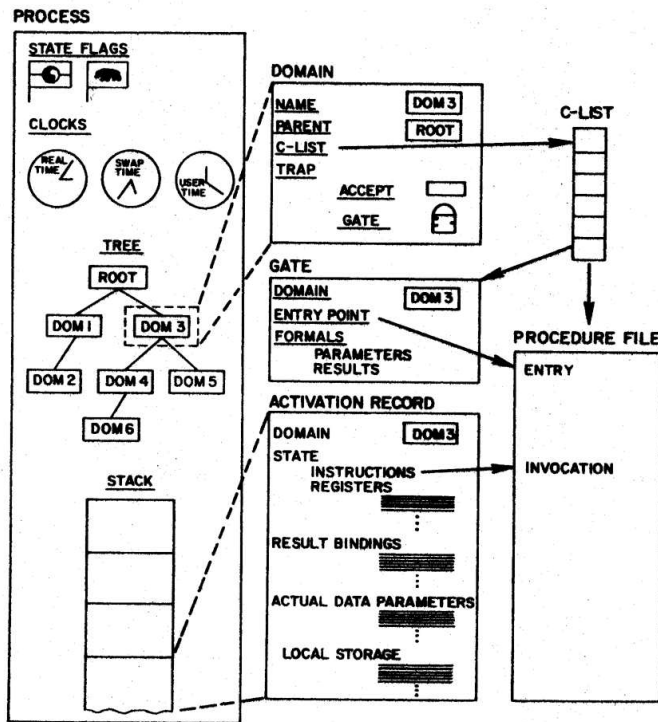 PROCESS
STATE FLAGS
CLOCKS
REAL
TIME
SWAP
TIME
USER
TIME
TREE
ROOT
DOM 1
DOM 3
DOM 2
DOM 4
DOM 5
DOM 6
STACK
DOMAIN
NAME
DOM 3
PARENT
ROOT
C-LIST
TRAP
ACCEPT
GATE
C-LIST
GATE
DOMAIN
DOM 3
ENTRY POINT
FORMALS
PARAMETERS
RESULTS
ACTIVATION RECORD
DOMAIN
DOM 3
STATE
INSTRUCTIONS
REGISTERS
RESULT BINDINGS
ACTUAL DATA PARAMETERS
LOCAL STORAGE
PROCEDURE FILE
ENTRY
INVOCATION